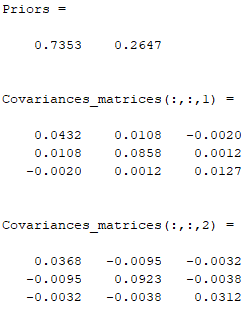 Priors =
0.7353 0.2647
Covariances_matrices(:,:,1) =
0.0432 0.0108 -0.0020
0.0108 0.0858 0.0012
-0.0020 0.0012 0.0127
Covariances_matrices(:,:,2) =
0.0368 -0.0095 -0.0032
-0.0095 0.0923 -0.0038
-0.0032 -0.0038 0.0312